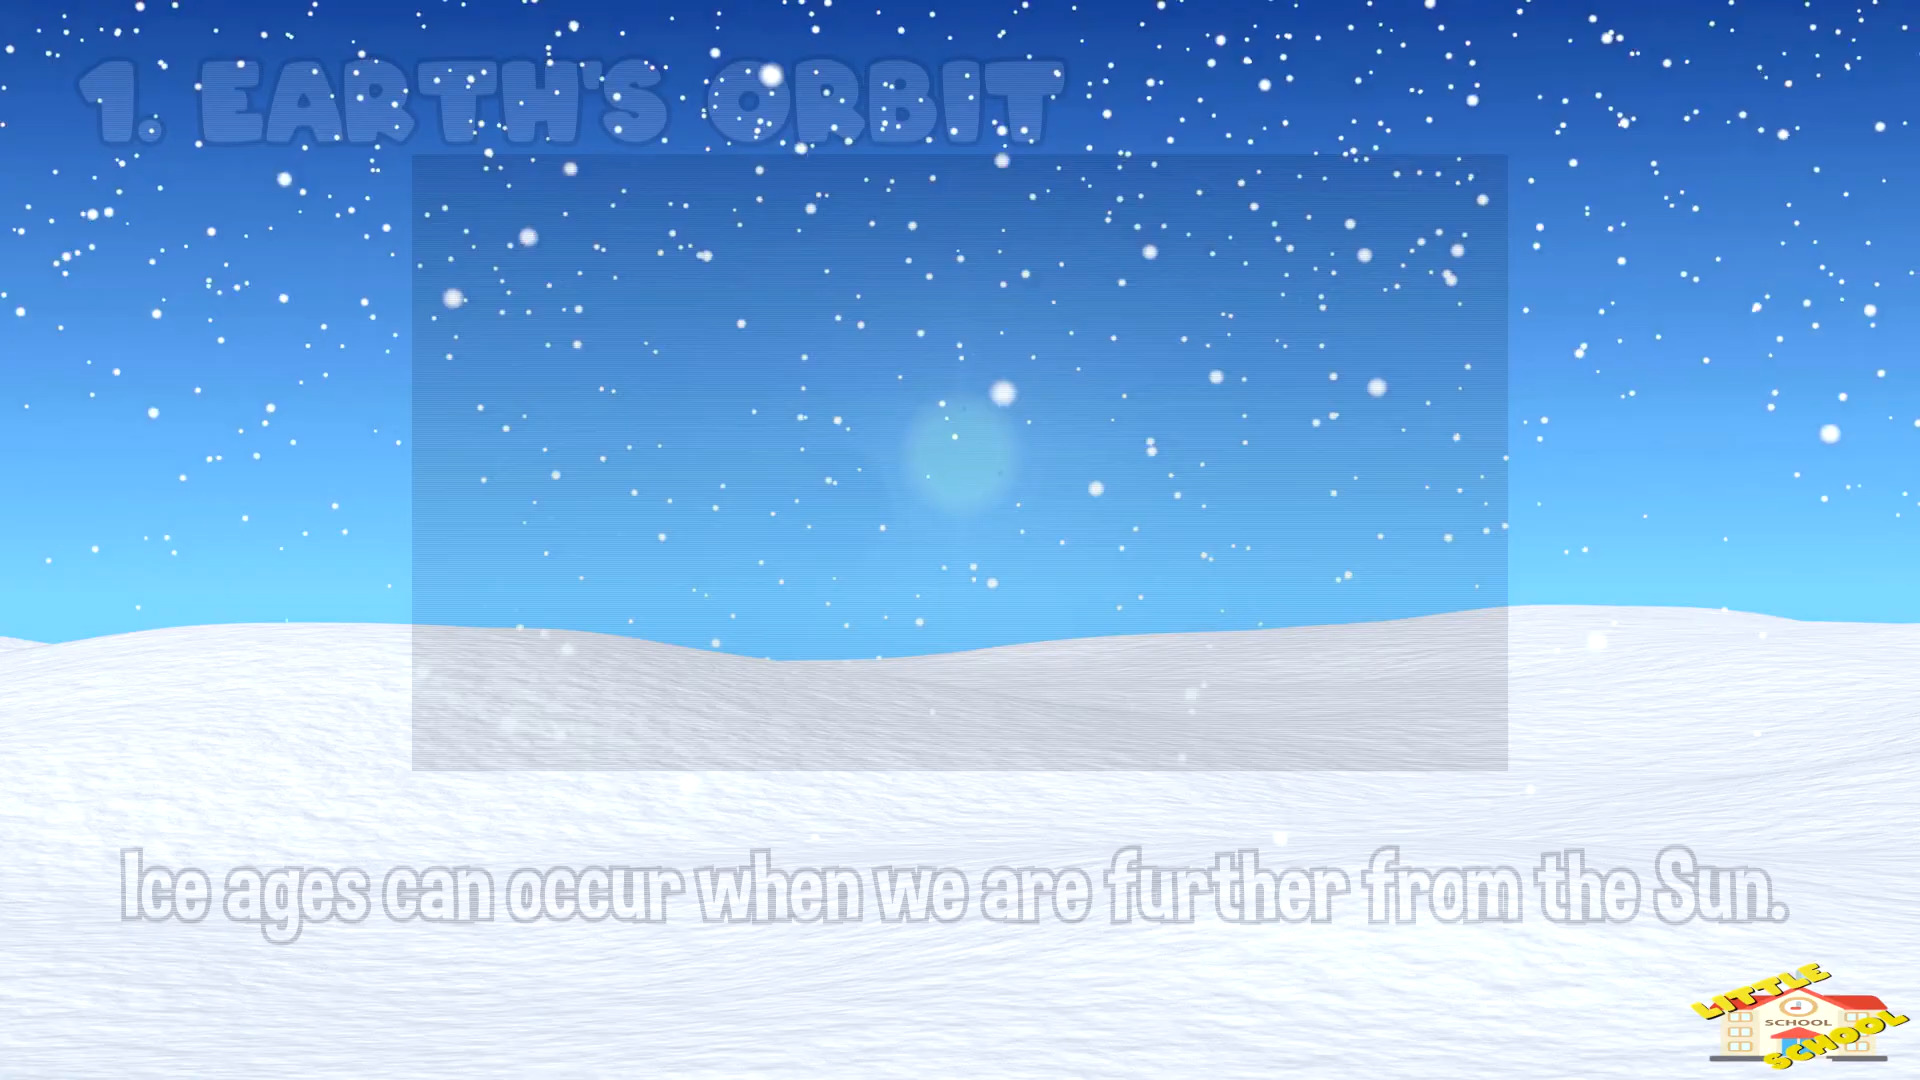 1. EARTH'S ORBIT
Ice ages can occur when we are further from the Sun.
LITTLE
SCHOOL
SCHOOL